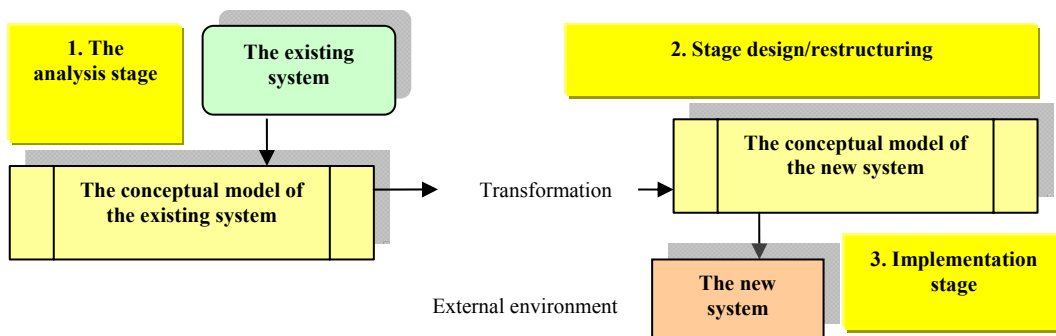 1. The
analysis stage
The existing
system
2. Stage design/restructuring
The conceptual model of
the existing system
Transformation
The conceptual model of
the new system
External environment
The new
system
3. Implementation
stage